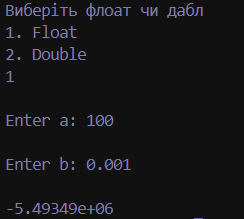 Виберіть флоат чи дабл
1. Float
2. Double
1
Enter a: 100
Enter b: 0.001
-5.49349e+06